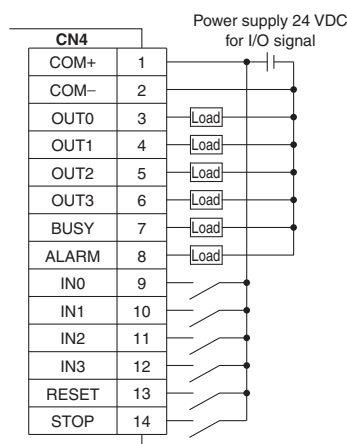 Power supply 24 VDC
for I/O signal
CN4
COM+ 1
COM− 2
OUT0 3 Load
OUT1 4 Load
OUT2 5 Load
OUT3 6 Load
BUSY 7 Load
ALARM 8 Load
IN0 9
IN1 10
IN2 11
IN3 12
RESET 13
STOP 14